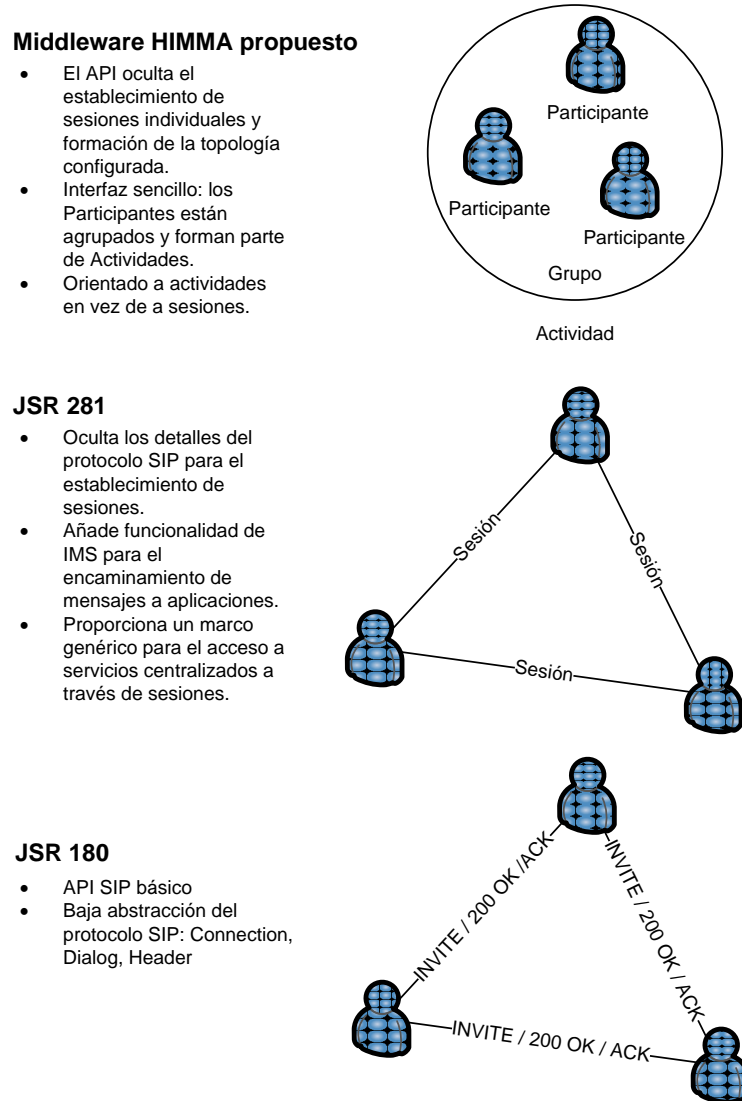 Middleware HIMMA propuesto
• El API oculta el
establecimiento de
sesiones individuales y
formación de la topología
configurada.
• Interfaz sencillo: los
Participantes están
agrupados y forman parte
de Actividades.
• Orientado a actividades
en vez de a sesiones.
Participante
Participante
Participante
Grupo
Actividad
JSR 281
• Oculta los detalles del
protocolo SIP para el
establecimiento de
sesiones.
• Añade funcionalidad de
IMS para el
encaminamiento de
mensajes a aplicaciones.
• Proporciona un marco
genérico para el acceso a
servicios centralizados a
través de sesiones.
Sesión
Sesión
Sesión
JSR 180
• API SIP básico
• Baja abstracción del
protocolo SIP: Connection,
Dialog, Header
INVITE / 200 OK /ACK
INVITE / 200 OK / ACK
INVITE / 200 OK / ACK